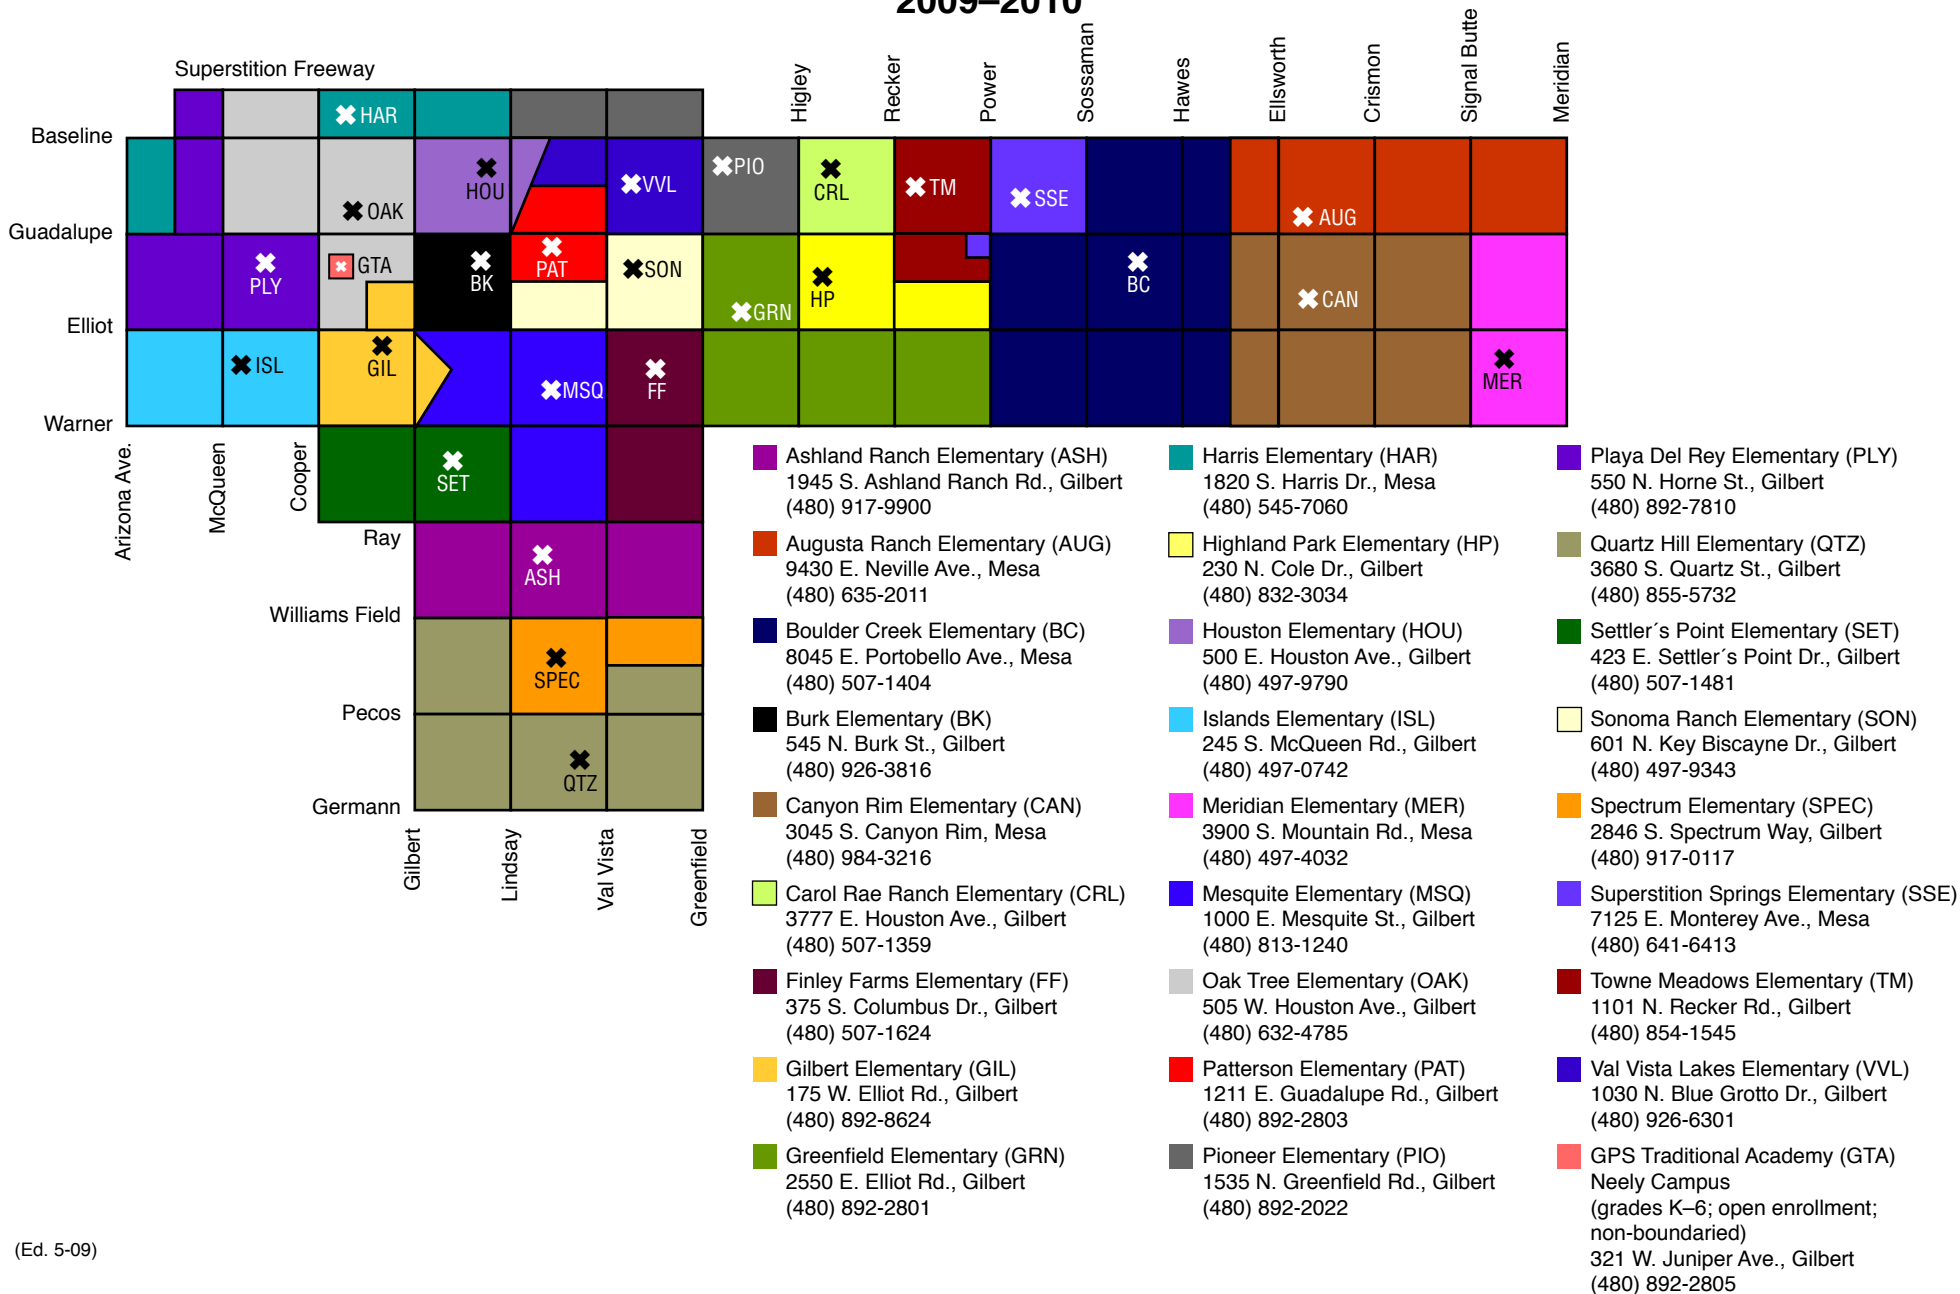 2009–2010
Superstition Freeway
Higley
Recker
Power
Sossaman
Hawes
Ellsworth
Crismon
Signal Butte
Meridian
Baseline
Guadalupe
Elliot
Warner
HAR
HOU
OAK
VVL
PIO
CRL
TM
SSE
AUG
PLY
GTA
BK
PAT
SON
GRN
HP
BC
CAN
ISL
GIL
MSQ
FF
MER
SET
ASH
SPEC
QTZ
Arizona Ave.
McQueen
Cooper
Ray
Williams Field
Pecos
Germann
Gilbert
Lindsay
Val Vista
Greenfield
Ashland Ranch Elementary (ASH)
1945 S. Ashland Ranch Rd., Gilbert
(480) 917-9900
Augusta Ranch Elementary (AUG)
9430 E. Neville Ave., Mesa
(480) 635-2011
Boulder Creek Elementary (BC)
8045 E. Portobello Ave., Mesa
(480) 507-1404
Burk Elementary (BK)
545 N. Burk St., Gilbert
(480) 926-3816
Canyon Rim Elementary (CAN)
3045 S. Canyon Rim, Mesa
(480) 984-3216
Carol Rae Ranch Elementary (CRL)
3777 E. Houston Ave., Gilbert
(480) 507-1359
Finley Farms Elementary (FF)
375 S. Columbus Dr., Gilbert
(480) 507-1624
Gilbert Elementary (GIL)
175 W. Elliot Rd., Gilbert
(480) 892-8624
Greenfield Elementary (GRN)
2550 E. Elliot Rd., Gilbert
(480) 892-2801
Harris Elementary (HAR)
1820 S. Harris Dr., Mesa
(480) 545-7060
Highland Park Elementary (HP)
230 N. Cole Dr., Gilbert
(480) 832-3034
Houston Elementary (HOU)
500 E. Houston Ave., Gilbert
(480) 497-9790
Islands Elementary (ISL)
245 S. McQueen Rd., Gilbert
(480) 497-0742
Meridian Elementary (MER)
3900 S. Mountain Rd., Mesa
(480) 497-4032
Mesquite Elementary (MSQ)
1000 E. Mesquite St., Gilbert
(480) 813-1240
Oak Tree Elementary (OAK)
505 W. Houston Ave., Gilbert
(480) 632-4785
Patterson Elementary (PAT)
1211 E. Guadalupe Rd., Gilbert
(480) 892-2803
Pioneer Elementary (PIO)
1535 N. Greenfield Rd., Gilbert
(480) 892-2022
Playa Del Rey Elementary (PLY)
550 N. Horne St., Gilbert
(480) 892-7810
Quartz Hill Elementary (QTZ)
3680 S. Quartz St., Gilbert
(480) 855-5732
Settler´s Point Elementary (SET)
423 E. Settler´s Point Dr., Gilbert
(480) 507-1481
Sonoma Ranch Elementary (SON)
601 N. Key Biscayne Dr., Gilbert
(480) 497-9343
Spectrum Elementary (SPEC)
2846 S. Spectrum Way, Gilbert
(480) 917-0117
Superstition Springs Elementary (SSE)
7125 E. Monterey Ave., Mesa
(480) 641-6413
Towne Meadows Elementary (TM)
1101 N. Recker Rd., Gilbert
(480) 854-1545
Val Vista Lakes Elementary (VVL)
1030 N. Blue Grotto Dr., Gilbert
(480) 926-6301
GPS Traditional Academy (GTA)
Neely Campus
(grades K–6; open enrollment;
non-boundaried)
321 W. Juniper Ave., Gilbert
(480) 892-2805
(Ed. 5-09)